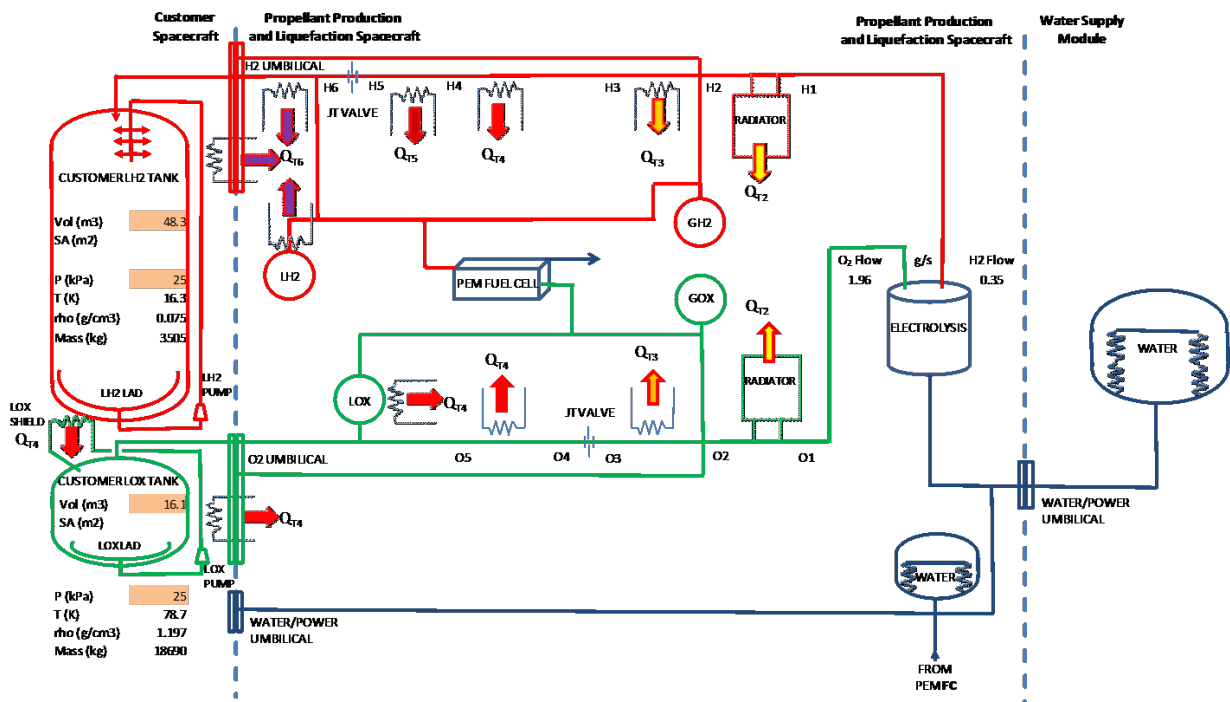 Customer
Spacecraft
Propellant Production
and Liquefaction Spacecraft
Propellant Production
and Liquefaction Spacecraft
Water Supply
Module
H2 UMBILICAL
H6
H5
H4
H3
H2
H1
JT VALVE
RADIATOR
QT6
QT5
QT4
QT3
QT2
CUSTOMER LH2 TANK
Vol (m3) 48.3
SA (m2)
P (kPa) 25
T (K) 16.3
rho (g/cm3) 0.075
Mass (kg) 3505
LH2 LAD
LH2
PUMP
LH2
GH2
PEM FUEL CELL
GOX
O2 Flow g/s H2 Flow
1.96 0.35
ELECTROLYSIS
WATER
LOX
SHIELD
QT4
LOX
QT4
QT4
QT3
QT2
RADIATOR
JT VALVE
O2 UMBILICAL
O5
O4
O3
O2
O1
CUSTOMER LOX TANK
Vol (m3) 16.1
SA (m2)
LOX LAD
QT4
LOX
PUMP
WATER/POWER
UMBILICAL
WATER
P (kPa) 25
T (K) 78.7
rho (g/cm3) 1.197
Mass (kg) 18690
WATER/POWER
UMBILICAL
FROM
PEM FC